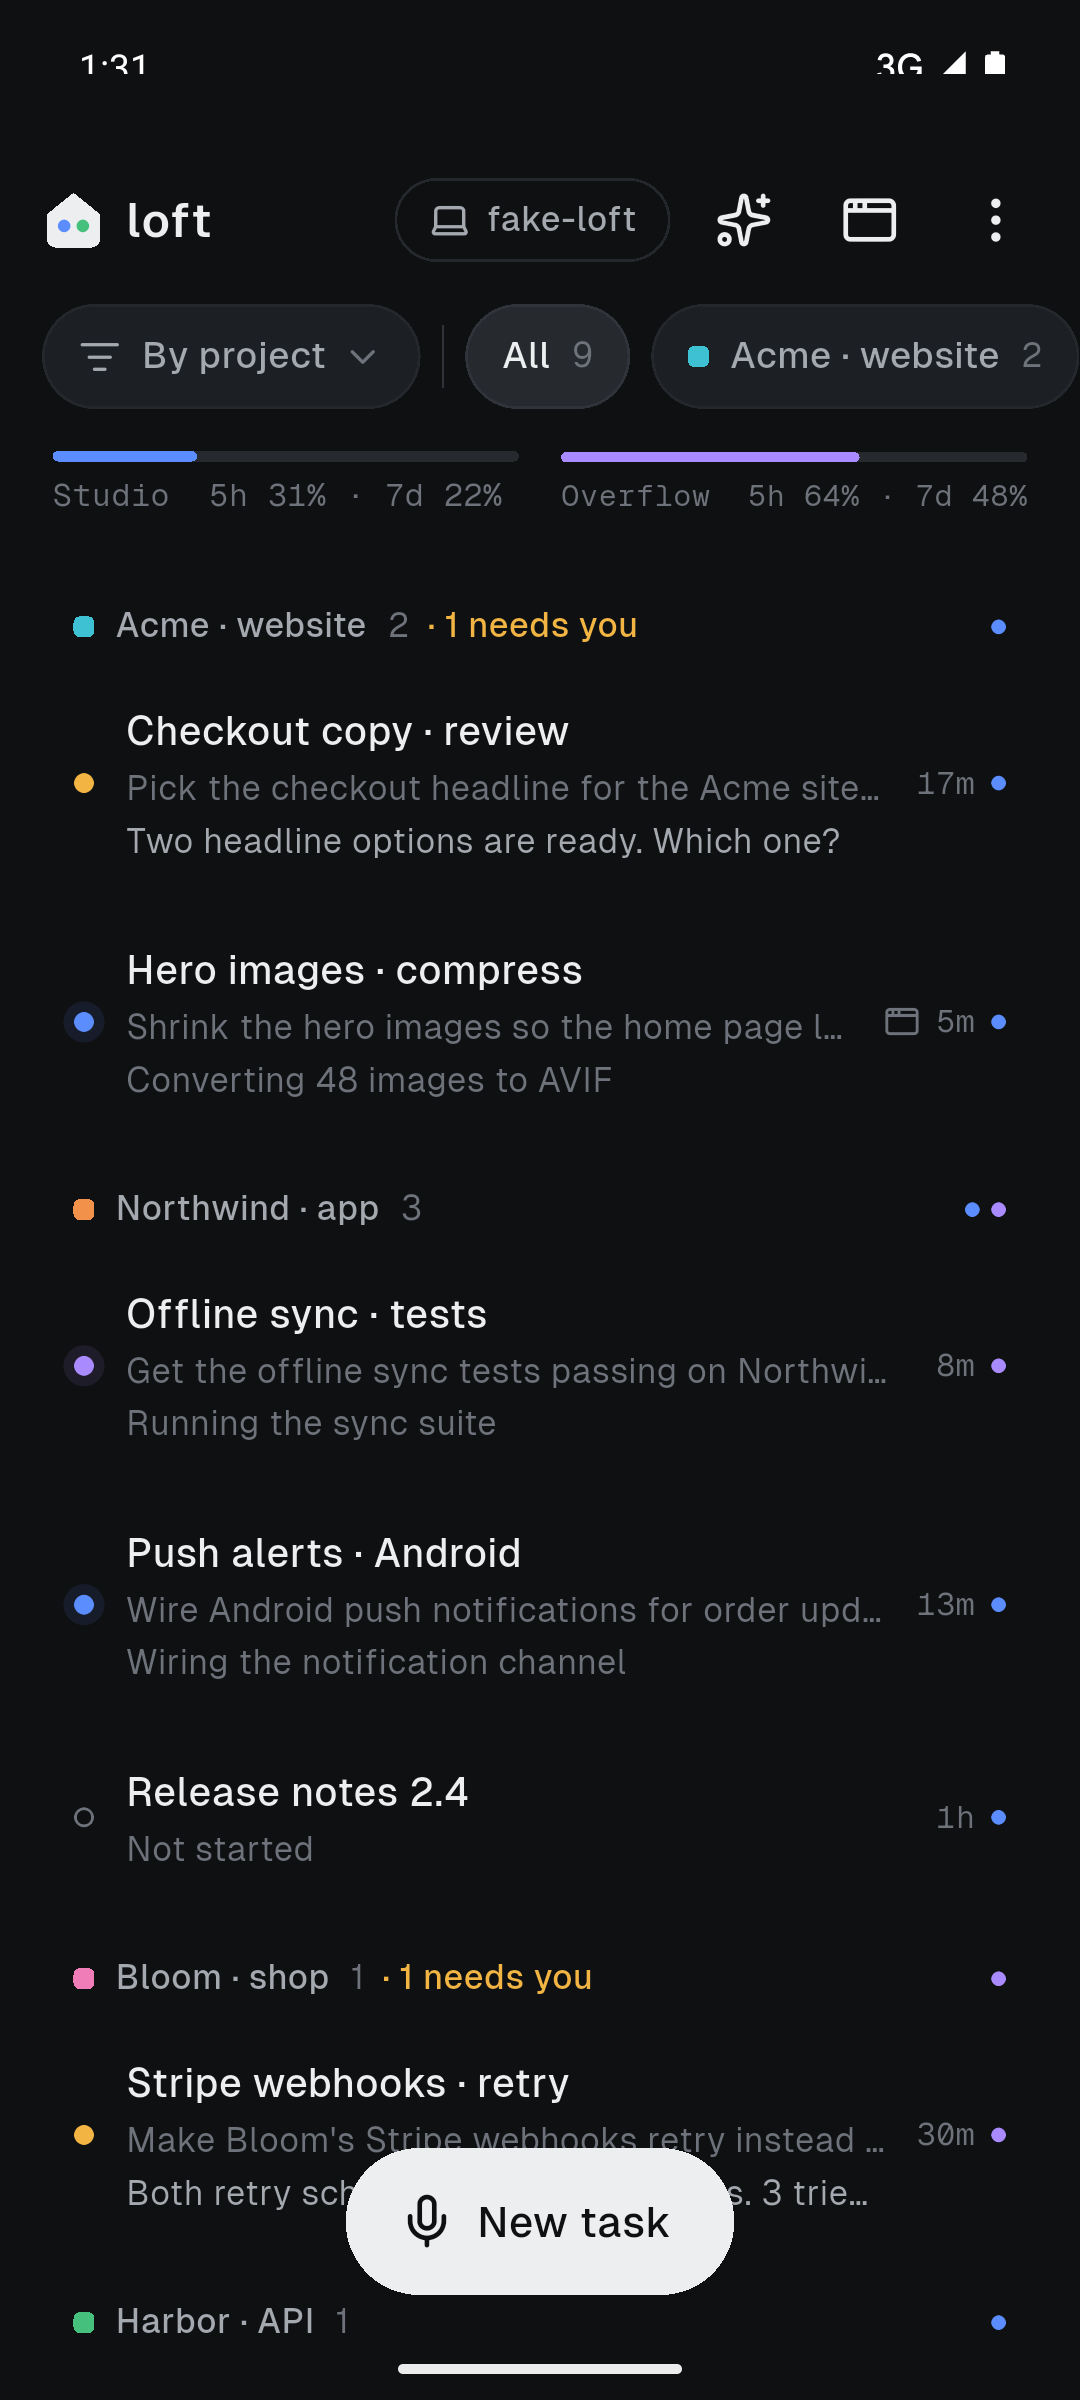 1:31 3G
loft fake-loft
By project All 9 Acme · website 2
Studio 5h 31% · 7d 22% Overflow 5h 64% · 7d 48%
Acme · website 2 · 1 needs you
Checkout copy · review
Pick the checkout headline for the Acme site… 17m
Two headline options are ready. Which one?
Hero images · compress
Shrink the hero images so the home page l… 5m
Converting 48 images to AVIF
Northwind · app 3
Offline sync · tests
Get the offline sync tests passing on Northwi… 8m
Running the sync suite
Push alerts · Android
Wire Android push notifications for order upd… 13m
Wiring the notification channel
Release notes 2.4
Not started 1h
Bloom · shop 1 · 1 needs you
Stripe webhooks · retry
Make Bloom's Stripe webhooks retry instead … 30m
Both retry 3 trie…
New task
Harbor · API 1